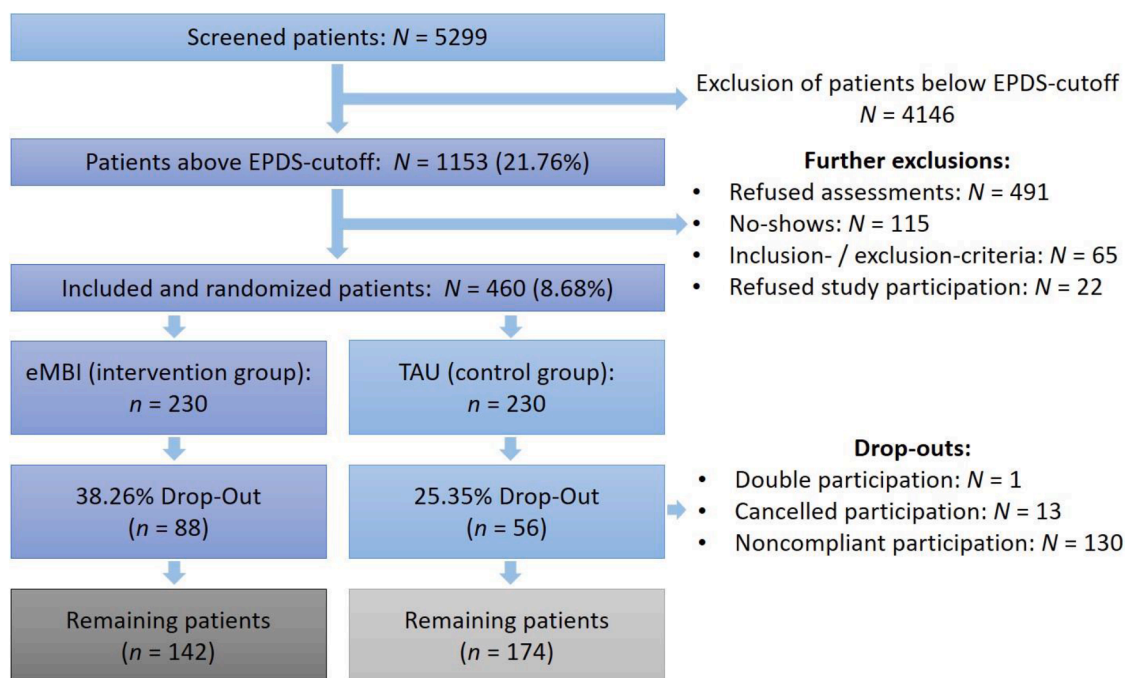 Screened patients: N = 5299
Exclusion of patients below EPDS-cutoff
N = 4146
Patients above EPDS-cutoff: N = 1153 (21.76%)
Further exclusions:
• Refused assessments: N = 491
• No-shows: N = 115
• Inclusion- / exclusion-criteria: N = 65
• Refused study participation: N = 22
Included and randomized patients: N = 460 (8.68%)
eMBI (intervention group):
n = 230
TAU (control group):
n = 230
38.26% Drop-Out
(n = 88)
25.35% Drop-Out
(n = 56)
Drop-outs:
• Double participation: N = 1
• Cancelled participation: N = 13
• Noncompliant participation: N = 130
Remaining patients
(n = 142)
Remaining patients
(n = 174)